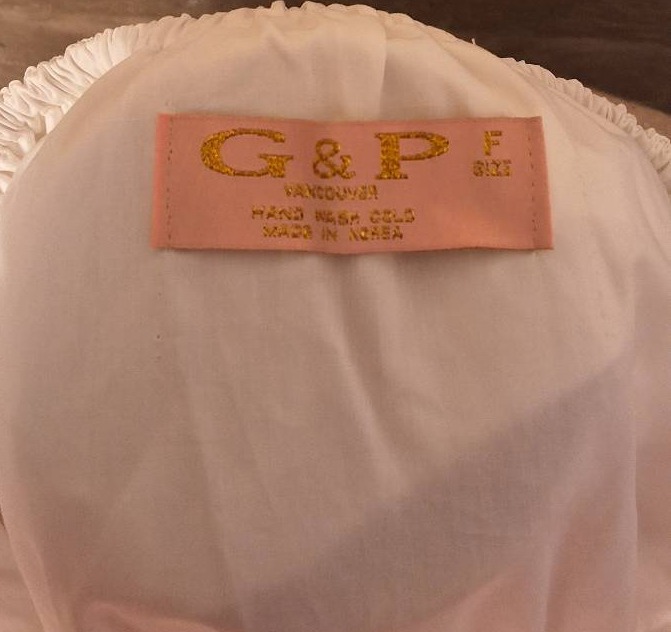 G&P F
SIZE
VANCOUVER
HAND WASH COLD
MADE IN KOREA